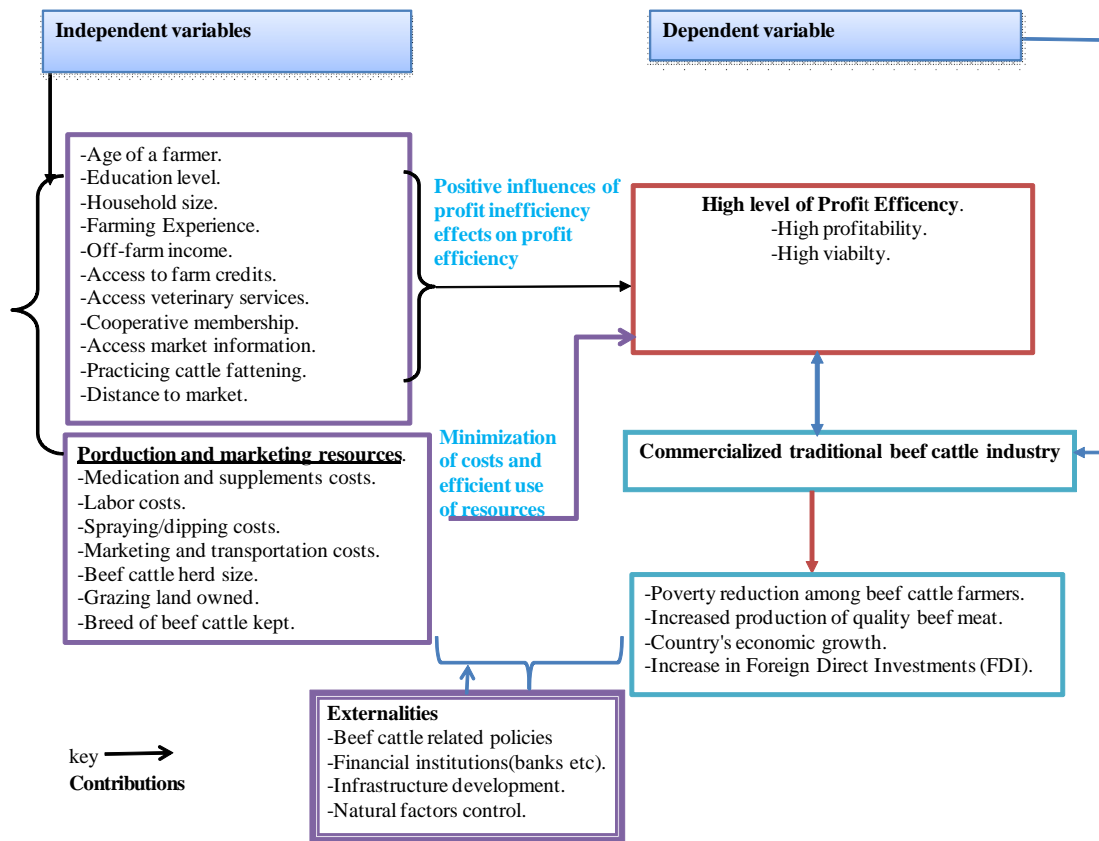 Independent variables
Dependent variable
-Age of a farmer.
-Education level.
-Household size.
-Farming Experience.
-Off-farm income.
-Access to farm credits.
-Access veterinary services.
-Cooperative membership.
-Access market information.
-Practicing cattle fattening.
-Distance to market.
Positive influences of
profit inefficiency
effects on profit
efficiency
High level of Profit Efficency.
-High profitability.
-High viabilty.
Porduction and marketing resources.
-Medication and supplements costs.
-Labor costs.
-Spraying/dipping costs.
-Marketing and transportation costs.
-Beef cattle herd size.
-Grazing land owned.
-Breed of beef cattle kept.
Minimization
of costs and
efficient use
of resources
Commercialized traditional beef cattle industry
-Poverty reduction among beef cattle farmers.
-Increased production of quality beef meat.
-Country's economic growth.
-Increase in Foreign Direct Investments (FDI).
Externalities
-Beef cattle related policies
-Financial institutions(banks etc).
-Infrastructure development.
-Natural factors control.
key
Contributions